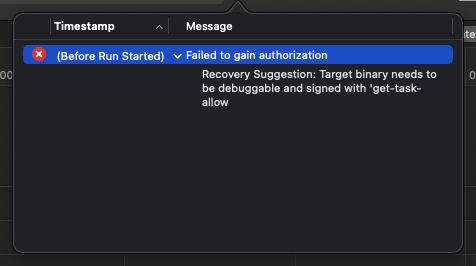 Timestamp Message
(Before Run Started) Failed to gain authorization
Recovery Suggestion: Target binary needs to
be debuggable and signed with 'get-task-
allow